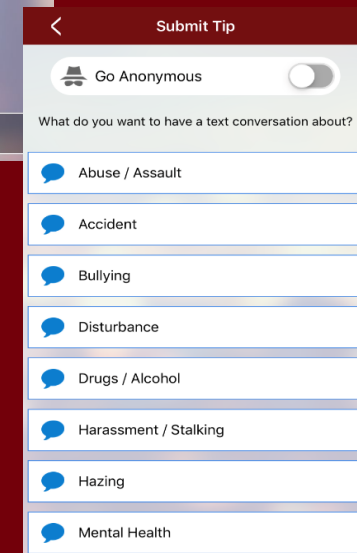 Submit Tip
Go Anonymous
What do you want to have a text conversation about?
Abuse / Assault
Accident
Bullying
Disturbance
Drugs / Alcohol
Harassment / Stalking
Hazing
Mental Health